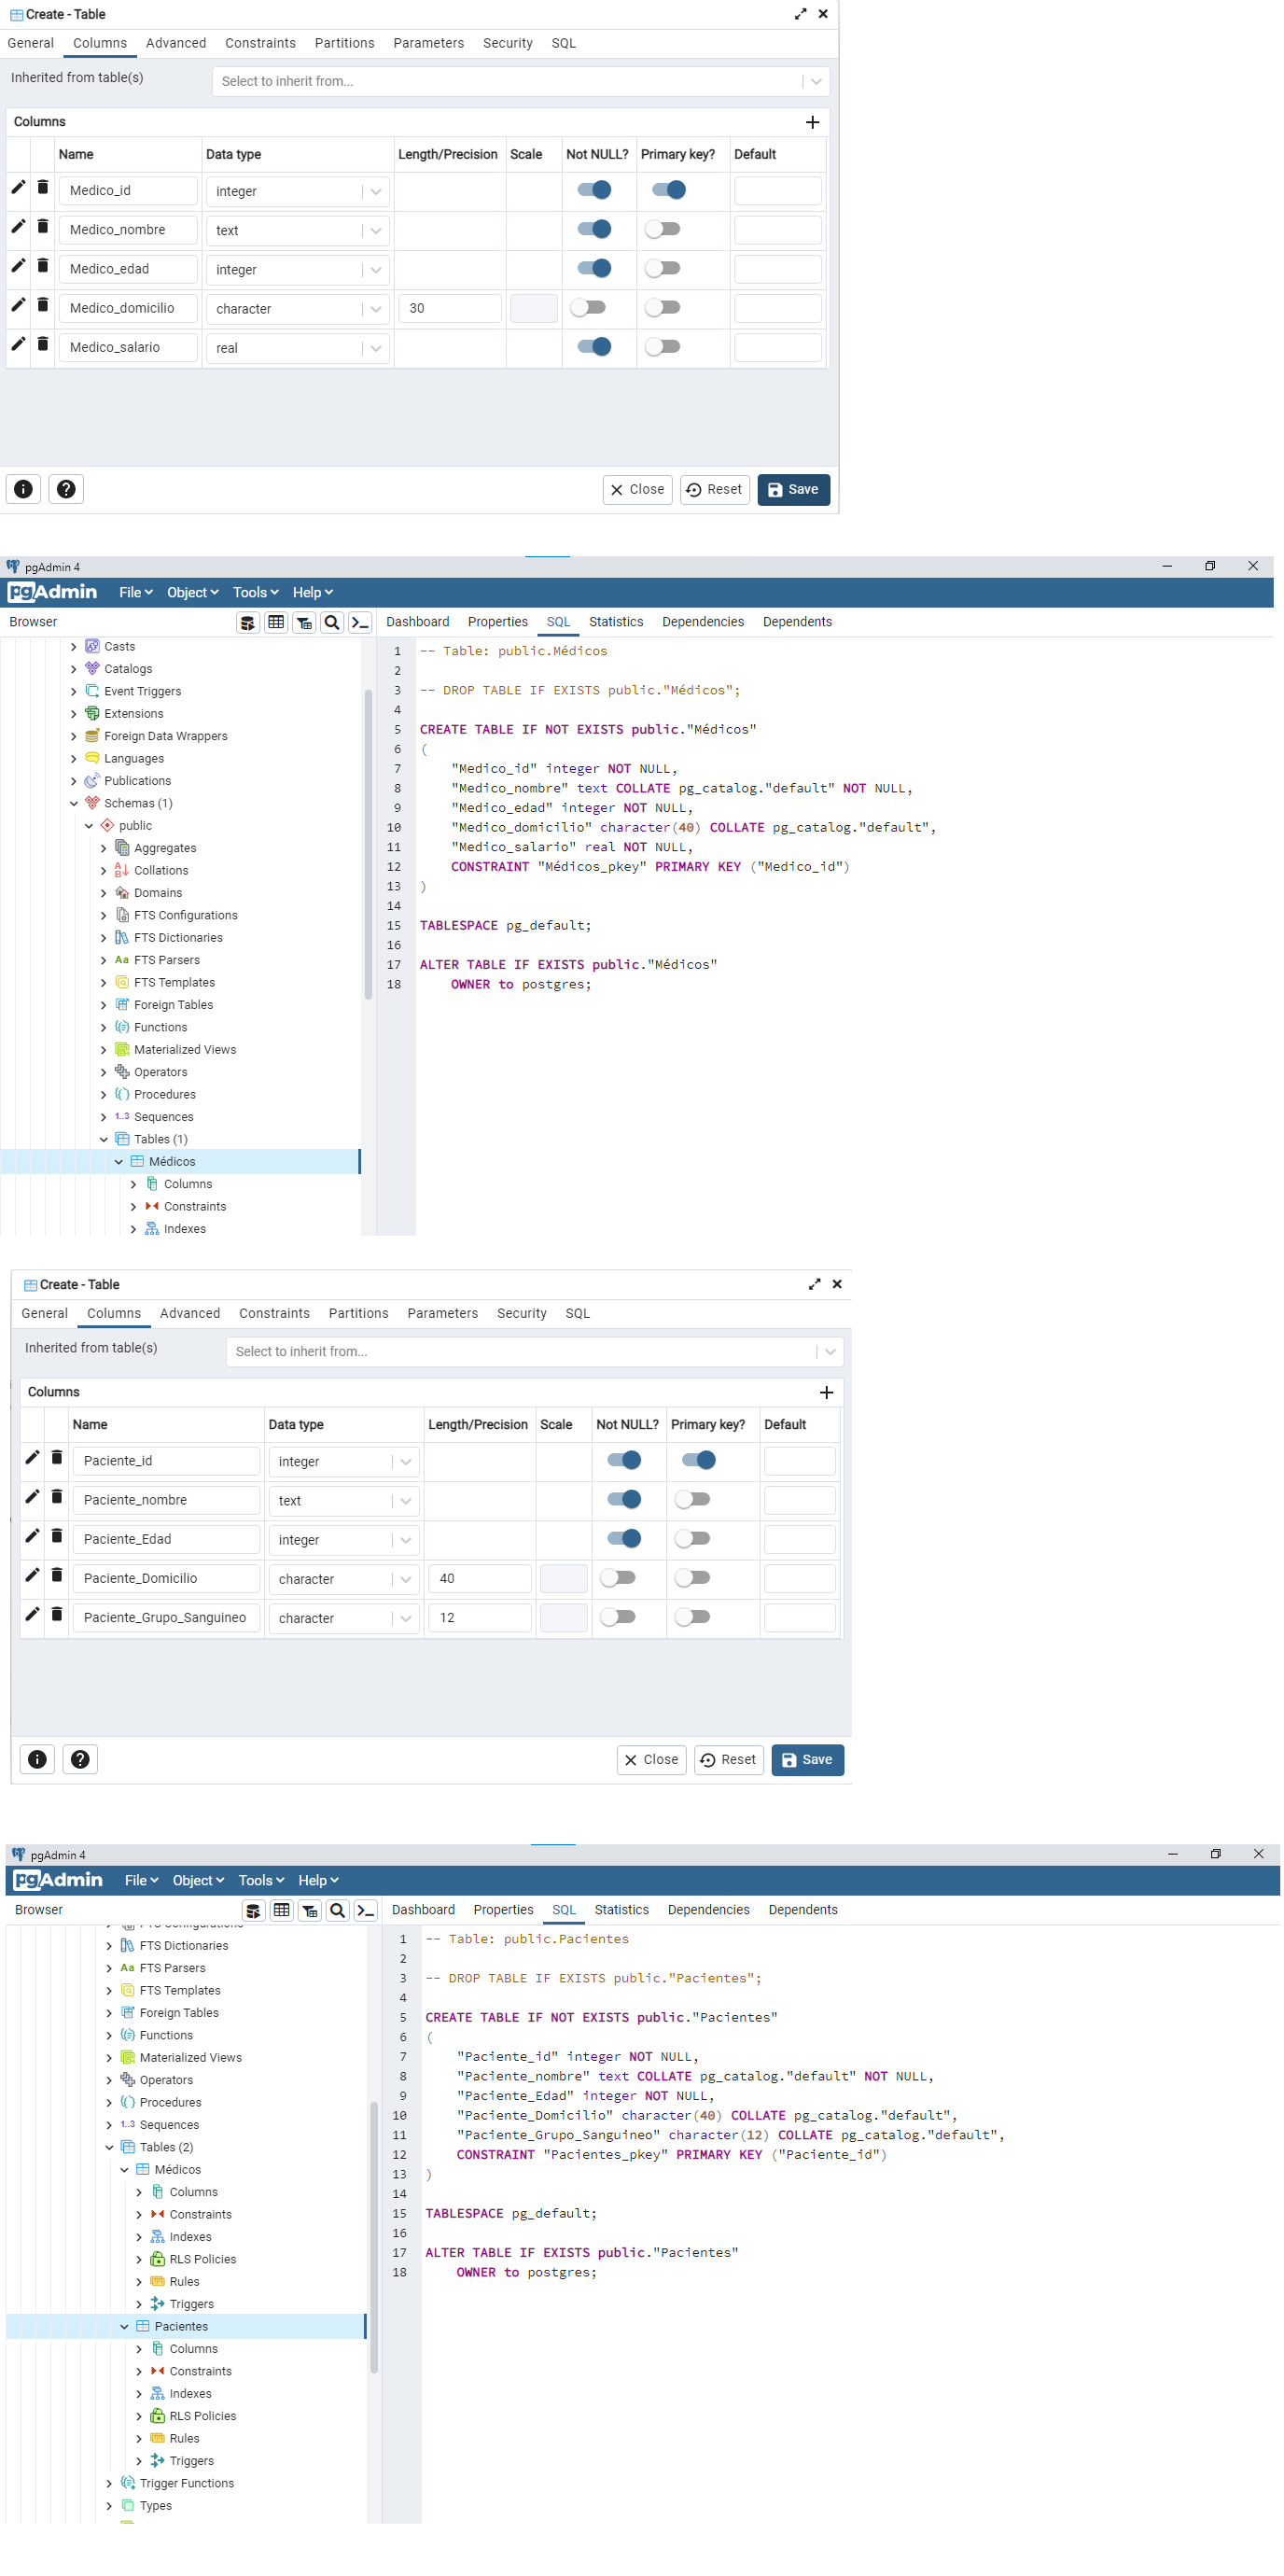 Create - Table
General Columns Advanced Constraints Partitions Parameters Security SQL
Inherited from table(s) Select to inherit from...
Columns
Name Data type Length/Precision Scale Not NULL? Primary key? Default
Medico_id integer
Medico_nombre text
Medico_edad integer
Medico_domicilio character 30
Medico_salario real
Close Reset Save
pgAdmin 4
pgAdmin File Object Tools Help
Browser Dashboard Properties SQL Statistics Dependencies Dependents
Casts
Catalogs
Event Triggers
Extensions
Foreign Data Wrappers
Languages
Publications
Schemas (1)
public
Aggregates
Collations
Domains
FTS Configurations
FTS Dictionaries
FTS Parsers
FTS Templates
Foreign Tables
Functions
Materialized Views
Operators
Procedures
1..3 Sequences
Tables (1)
Médicos
Columns
Constraints
Indexes
1 -- Table: public.Médicos
2
3 -- DROP TABLE IF EXISTS public."Médicos";
4
5 CREATE TABLE IF NOT EXISTS public."Médicos"
6 (
7 "Medico_id" integer NOT NULL,
8 "Medico_nombre" text COLLATE pg_catalog."default" NOT NULL,
9 "Medico_edad" integer NOT NULL,
10 "Medico_domicilio" character(40) COLLATE pg_catalog."default",
11 "Medico_salario" real NOT NULL,
12 CONSTRAINT "Médicos_pkey" PRIMARY KEY ("Medico_id")
13 )
14
15 TABLESPACE pg_default;
16
17 ALTER TABLE IF EXISTS public."Médicos"
18 OWNER to postgres;
Create - Table
General Columns Advanced Constraints Partitions Parameters Security SQL
Inherited from table(s) Select to inherit from...
Columns
Name Data type Length/Precision Scale Not NULL? Primary key? Default
Paciente_id integer
Paciente_nombre text
Paciente_Edad integer
Paciente_Domicilio character 40
Paciente_Grupo_Sanguineo character 12
Close Reset Save
pgAdmin 4
pgAdmin File Object Tools Help
Browser Dashboard Properties SQL Statistics Dependencies Dependents
FTS Configurations
FTS Dictionaries
Aa FTS Parsers
FTS Templates
Foreign Tables
Functions
Materialized Views
Operators
Procedures
1..3 Sequences
Tables (2)
Médicos
Columns
Constraints
Indexes
RLS Policies
Rules
Triggers
Pacientes
Columns
Constraints
Indexes
RLS Policies
Rules
Triggers
Trigger Functions
Types
1 -- Table: public.Pacientes
2
3 -- DROP TABLE IF EXISTS public."Pacientes";
4
5 CREATE TABLE IF NOT EXISTS public."Pacientes"
6 (
7 "Paciente_id" integer NOT NULL,
8 "Paciente_nombre" text COLLATE pg_catalog."default" NOT NULL,
9 "Paciente_Edad" integer NOT NULL,
10 "Paciente_Domicilio" character(40) COLLATE pg_catalog."default",
11 "Paciente_Grupo_Sanguineo" character(12) COLLATE pg_catalog."default",
12 CONSTRAINT "Pacientes_pkey" PRIMARY KEY ("Paciente_id")
13 )
14
15 TABLESPACE pg_default;
16
17 ALTER TABLE IF EXISTS public."Pacientes"
18 OWNER to postgres;